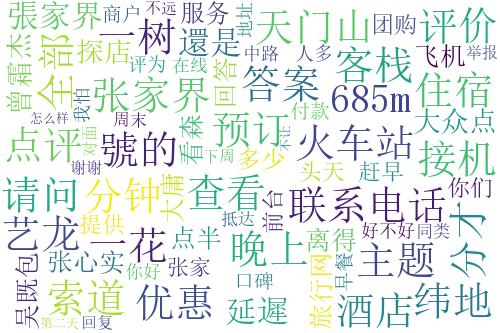 張家界
商户
不远
服务
地址
天门山
团购
评价
曾霜杰
全部
探店
一树
評为
在线
還是
中路
人多
飞机
举报
我怕
怎么样
张家界
回答
答案
客栈
685m
住宿
大众点
点评
对面
周末
號的
看森
预订
下周
付款
火车站
不让
接机
谢谢
多少
头天
赶早
你们
请问
分钟
大庸
查看
前台
联系电话
分才
提供
抵达
好不好
同类
艺龙
一花
点半
晚上
离得
主题
纬地
吴既包
张心实
你好
张家
口碑
旅行网
早餐
索道
优惠
延遲
酒店
第二天
回复